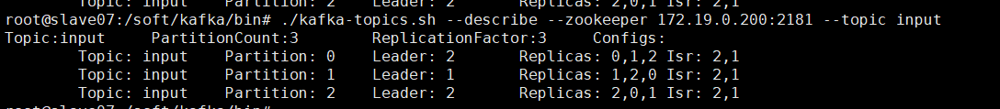 Topic: input Partition: 2 Leader: 2 Replicas: 2,0,1 Isr: 2,1
root@slave07:/soft/kafka/bin# ./kafka-topics.sh --describe --zookeeper 172.19.0.200:2181 --topic input
Topic:input PartitionCount:3 ReplicationFactor:3 Configs:
Topic: input Partition: 0 Leader: 2 Replicas: 0,1,2 Isr: 2,1
Topic: input Partition: 1 Leader: 1 Replicas: 1,2,0 Isr: 2,1
Topic: input Partition: 2 Leader: 2 Replicas: 2,0,1 Isr: 2,1
root@slave07:/soft/kafka/bin#